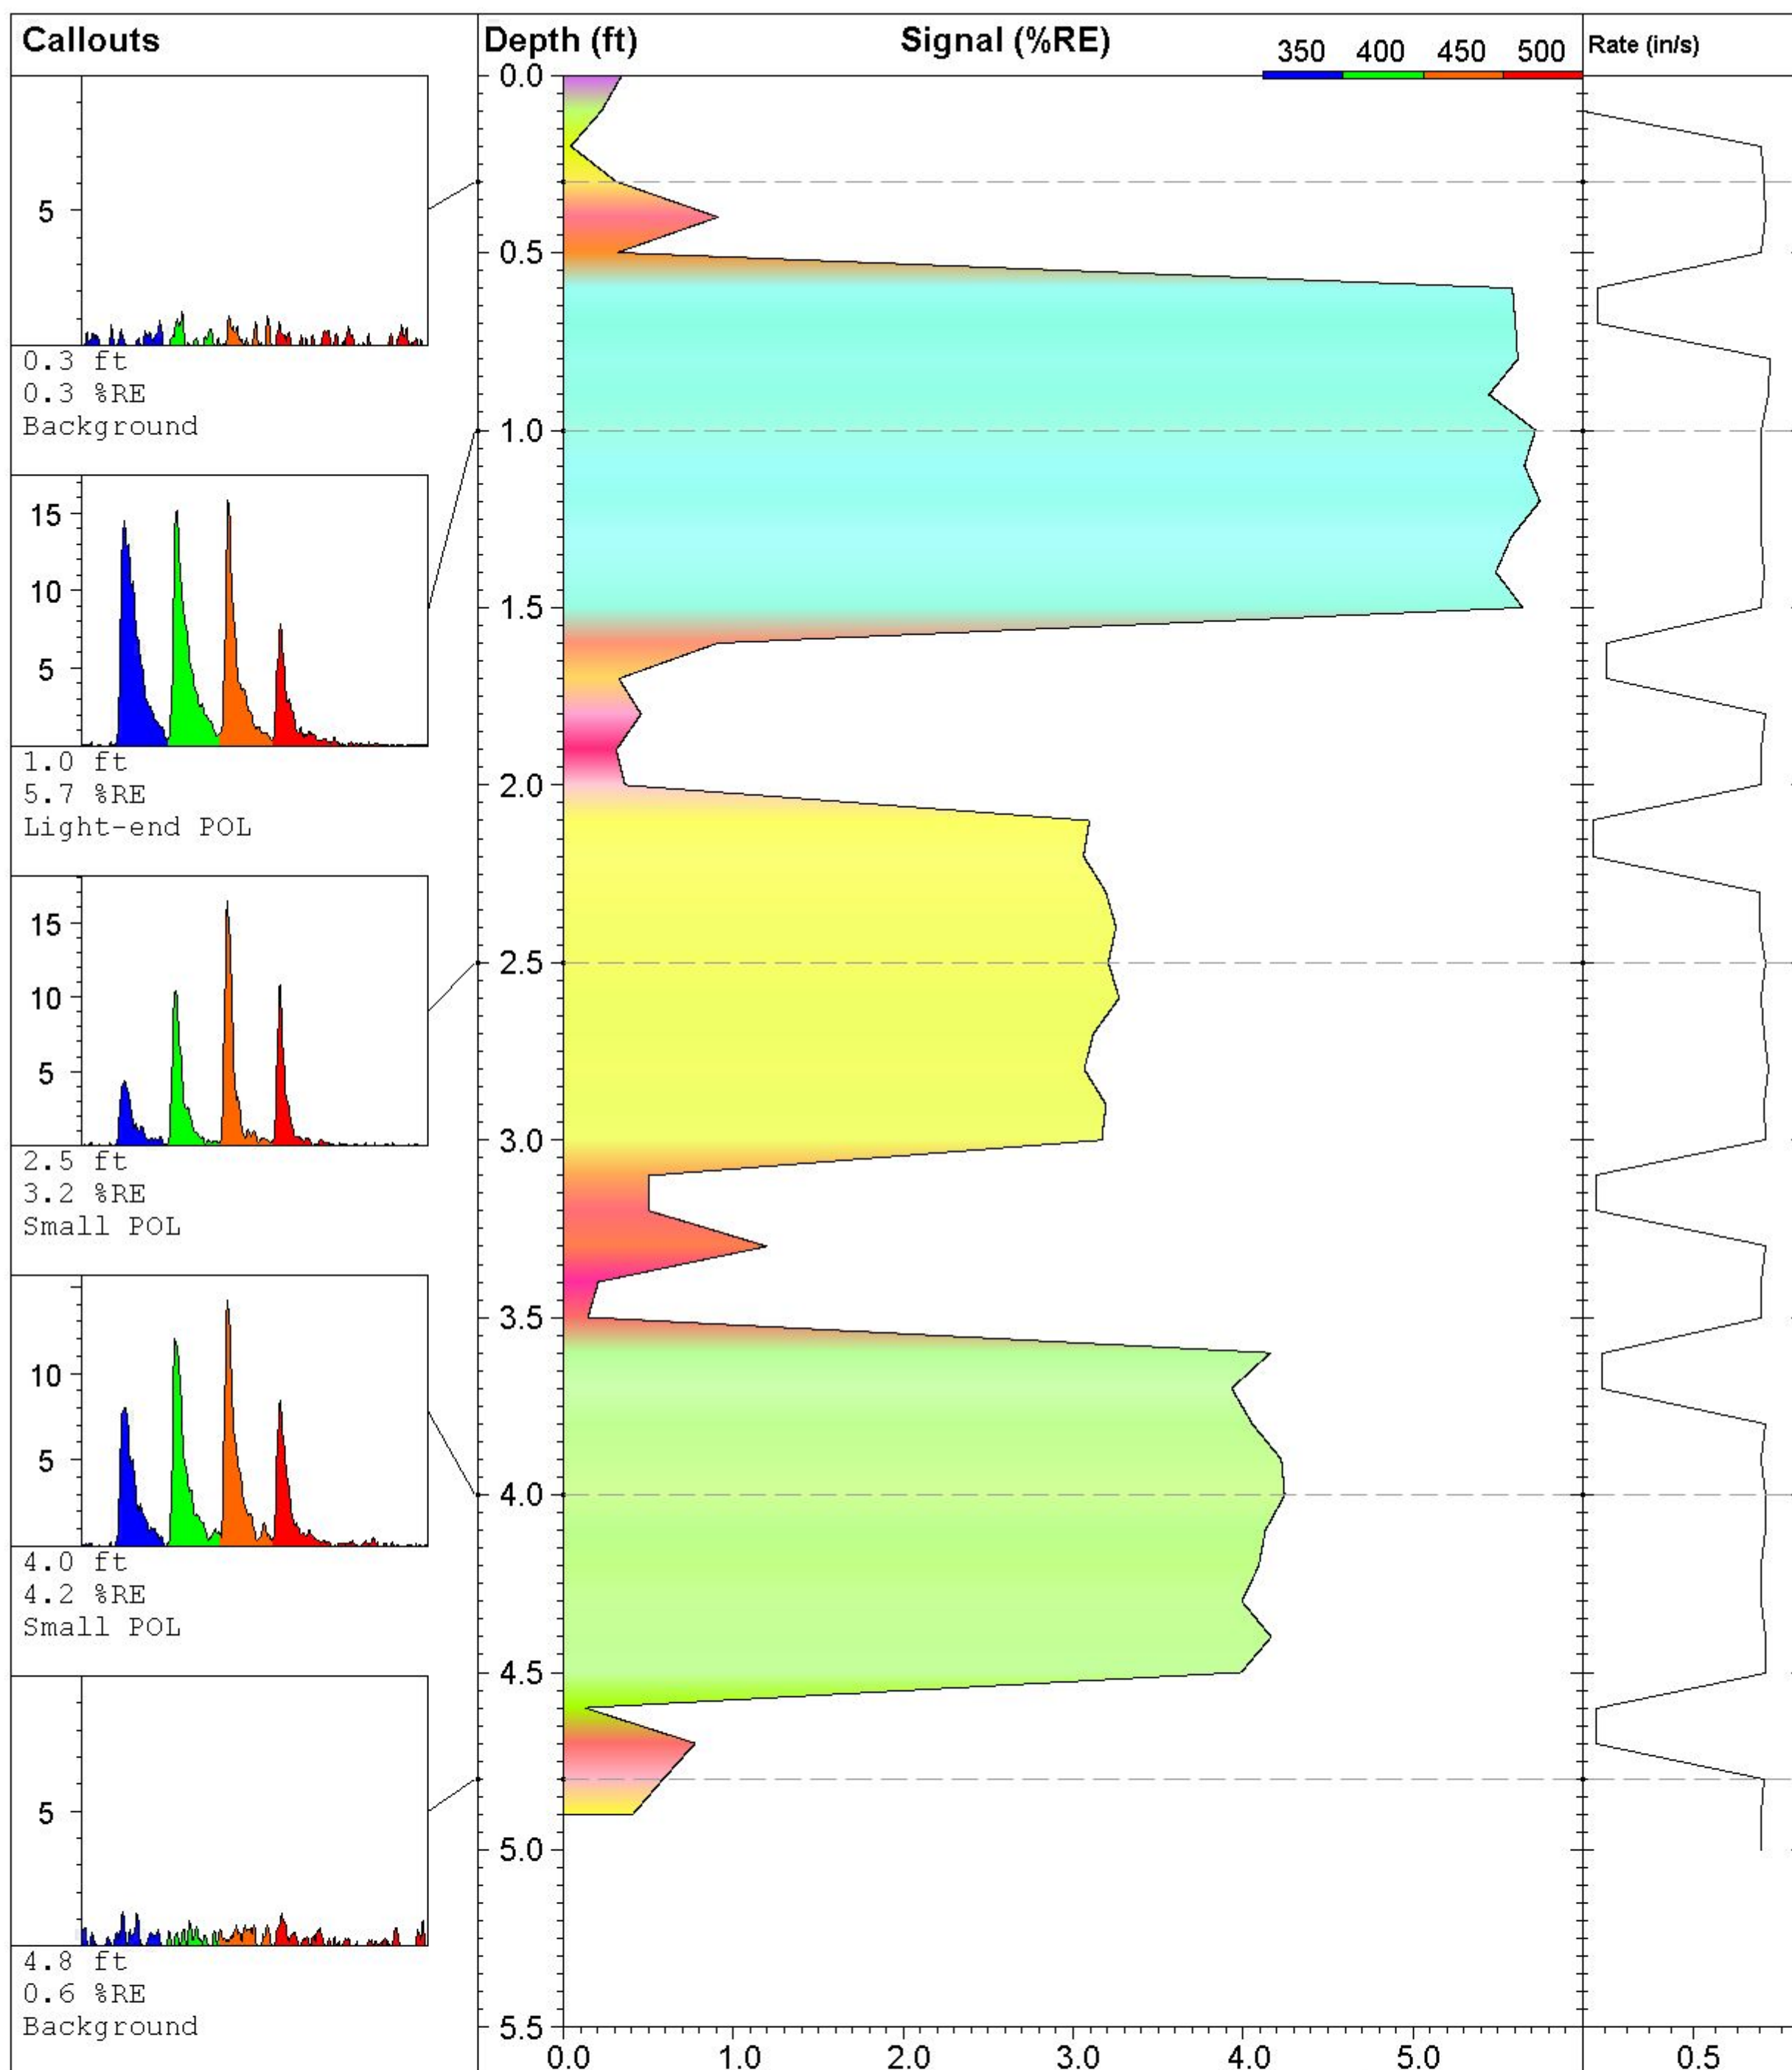 Callouts
Depth (ft)
Signal (%RE)
350 400 450 500
Rate (in/s)
5
0.3 ft
0.3 %RE
Background
15
10
5
1.0 ft
5.7 %RE
Light-end POL
15
10
5
2.5 ft
3.2 %RE
Small POL
10
5
4.0 ft
4.2 %RE
Small POL
5
4.8 ft
0.6 %RE
Background
0.0
0.5
1.0
1.5
2.0
2.5
3.0
3.5
4.0
4.5
5.0
5.5
0.0 1.0 2.0 3.0 4.0 5.0
0.5